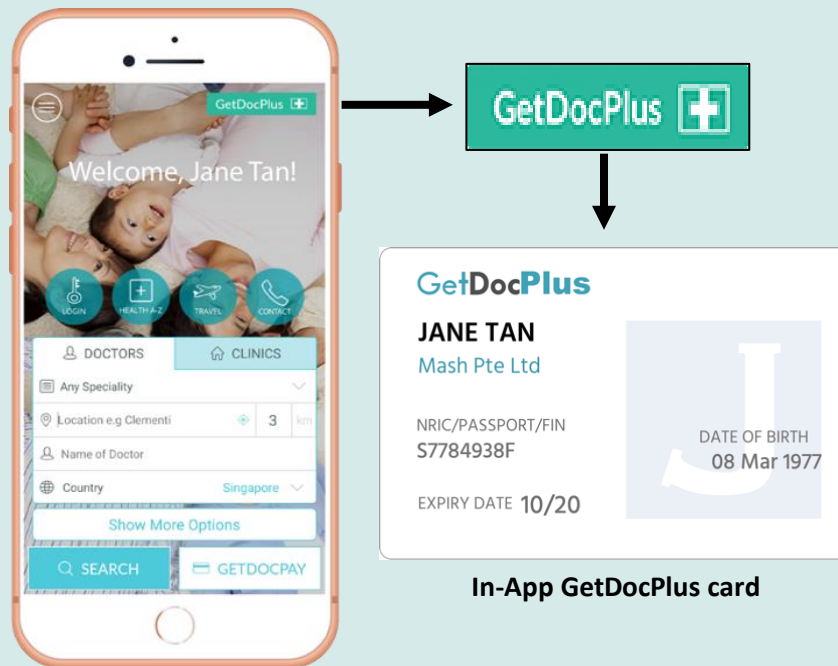 GetDocPlus
Welcome, Jane Tan!
LOGIN
HEALTH A-Z
TRAVEL
CONTACT
DOCTORS
CLINICS
Any Speciality
Location e.g Clementi 3 km
Name of Doctor
Country Singapore
Show More Options
SEARCH
GETDOCPAY
GetDocPlus
GetDocPlus
JANE TAN
Mash Pte Ltd
J
NRIC/PASSPORT/FIN
S7784938F
DATE OF BIRTH
08 Mar 1977
EXPIRY DATE 10/20
In-App GetDocPlus card